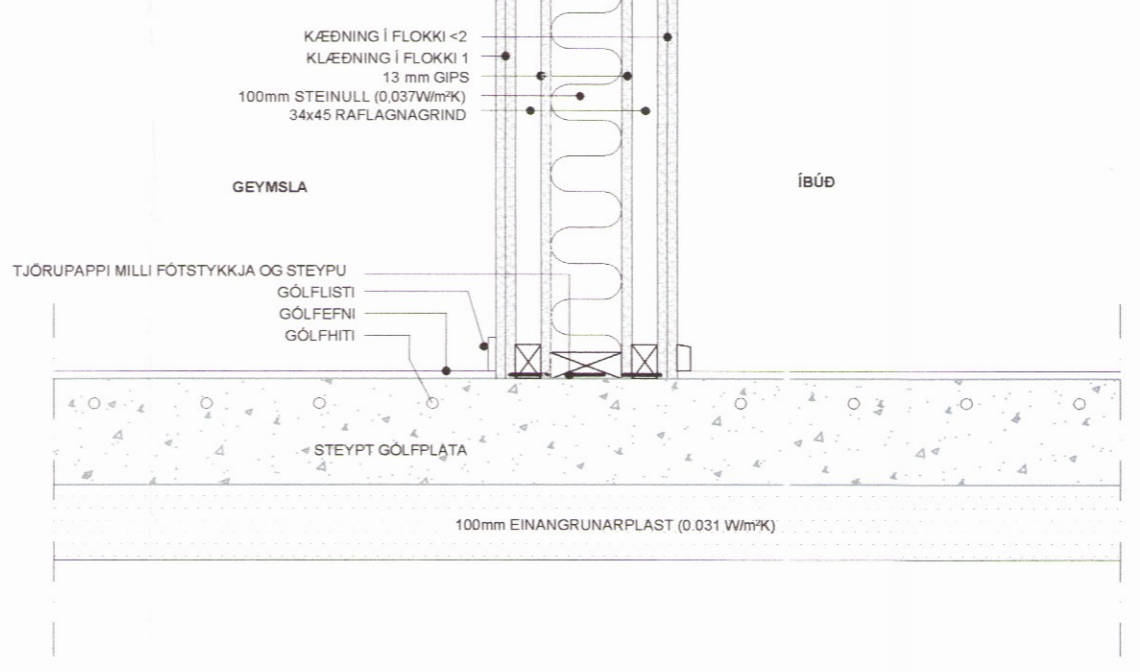 KÆÐNING Í FLOKKI <2
KLÆÐNING Í FLOKKI 1
13 mm GIPS
100mm STEINULL (0,037W/m²K)
34x45 RAFLAGNAGRIND
GEYMSLA
ÍBÚÐ
TJÖRUPAPPI MILLI FÓTSTYKKJA OG STEYPU
GÓLFLISTI
GÓLFEFNI
GÓLFHITI
STEYPT GÓLFPLATA
100mm EINANGRUNARPLAST (0.031 W/m²K)